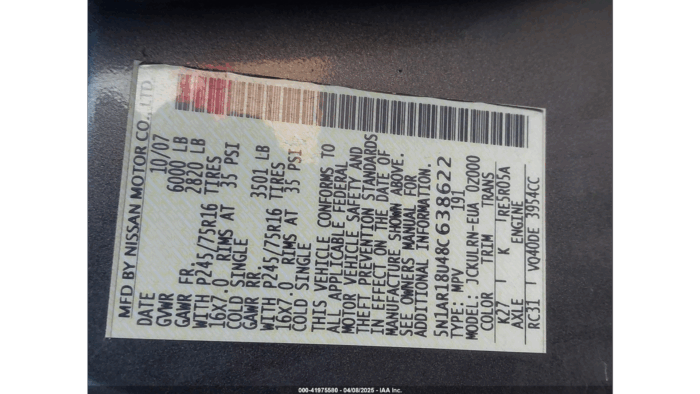 MFD BY NISSAN MOTOR CO., LTD.
DATE 10/07
GVWR 6000 LB
GAWR FR. 2820 LB
WITH P245/75R16 TIRES
16X7.0 RIMS AT 35 PSI
COLD SINGLE
GAWR RR. 3501 LB
WITH P245/75R16 TIRES
16X7.0 RIMS AT 35 PSI
COLD SINGLE
THIS VEHICLE CONFORMS TO
ALL APPLICABLE FEDERAL
MOTOR VEHICLE SAFETY AND
THEFT PREVENTION STANDARDS
IN EFFECT ON THE DATE OF
MANUFACTURE SHOWN ABOVE.
SEE OWNERS MANUAL FOR
ADDITIONAL INFORMATION.
5N1AR18U48C638622
TYPE: MPV 191
MODEL: JCKULRN-EUA 0Z000
COLOR TRIM TRANS
K27 K RE5R05A
AXLE ENGINE
RC31 VQ40DE 3954CC
000-41975580 - 04/08/2025 - IAA Inc.